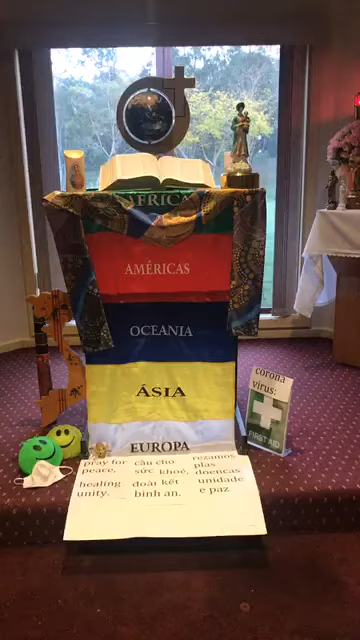 AFRICA
AMÉRICAS
OCEANIA
ÁSIA
EUROPA
corona
virus:
FIRST AID
pray for
peace,
healing
unity.
cầu cho
sức khoẻ,
đoàn kết
bình an.
rezamos
plas
doencas,
unidade
e paz